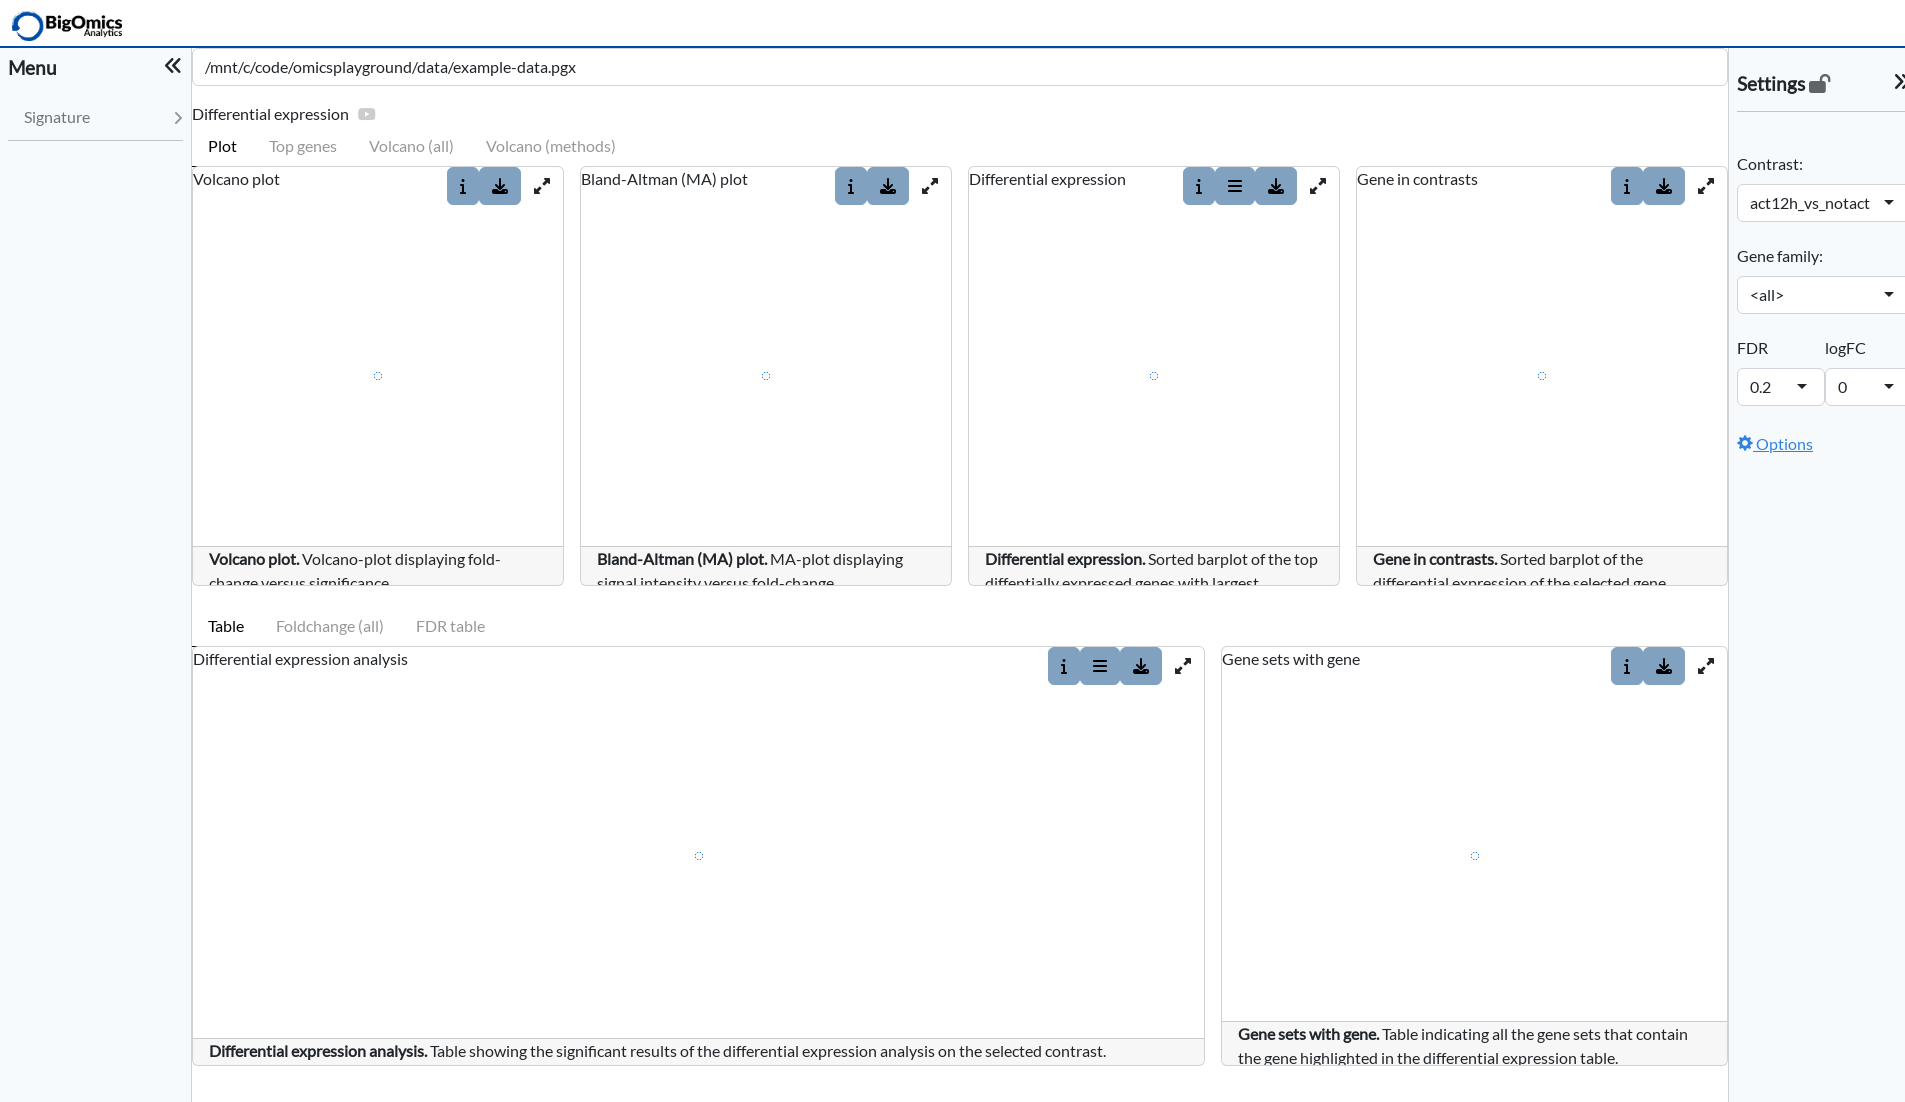 BigOmics
Analytics
Menu
Signature
/mnt/c/code/omicsplayground/data/example-data.pgx
Differential expression
Plot Top genes Volcano (all) Volcano (methods)
Volcano plot
Bland-Altman (MA) plot
Differential expression
Gene in contrasts
Volcano plot. Volcano-plot displaying fold-
change versus significance
Bland-Altman (MA) plot. MA-plot displaying
signal intensity versus fold-change
Differential expression. Sorted barplot of the top
diffentially expressed genes with largest
Gene in contrasts. Sorted barplot of the
differential expression of the selected gene
Table Foldchange (all) FDR table
Differential expression analysis
Gene sets with gene
Differential expression analysis. Table showing the significant results of the differential expression analysis on the selected contrast.
Gene sets with gene. Table indicating all the gene sets that contain
the gene highlighted in the differential expression table.
Settings
Contrast:
act12h_vs_notact
Gene family:
<all>
FDR logFC
0.2 0
Options